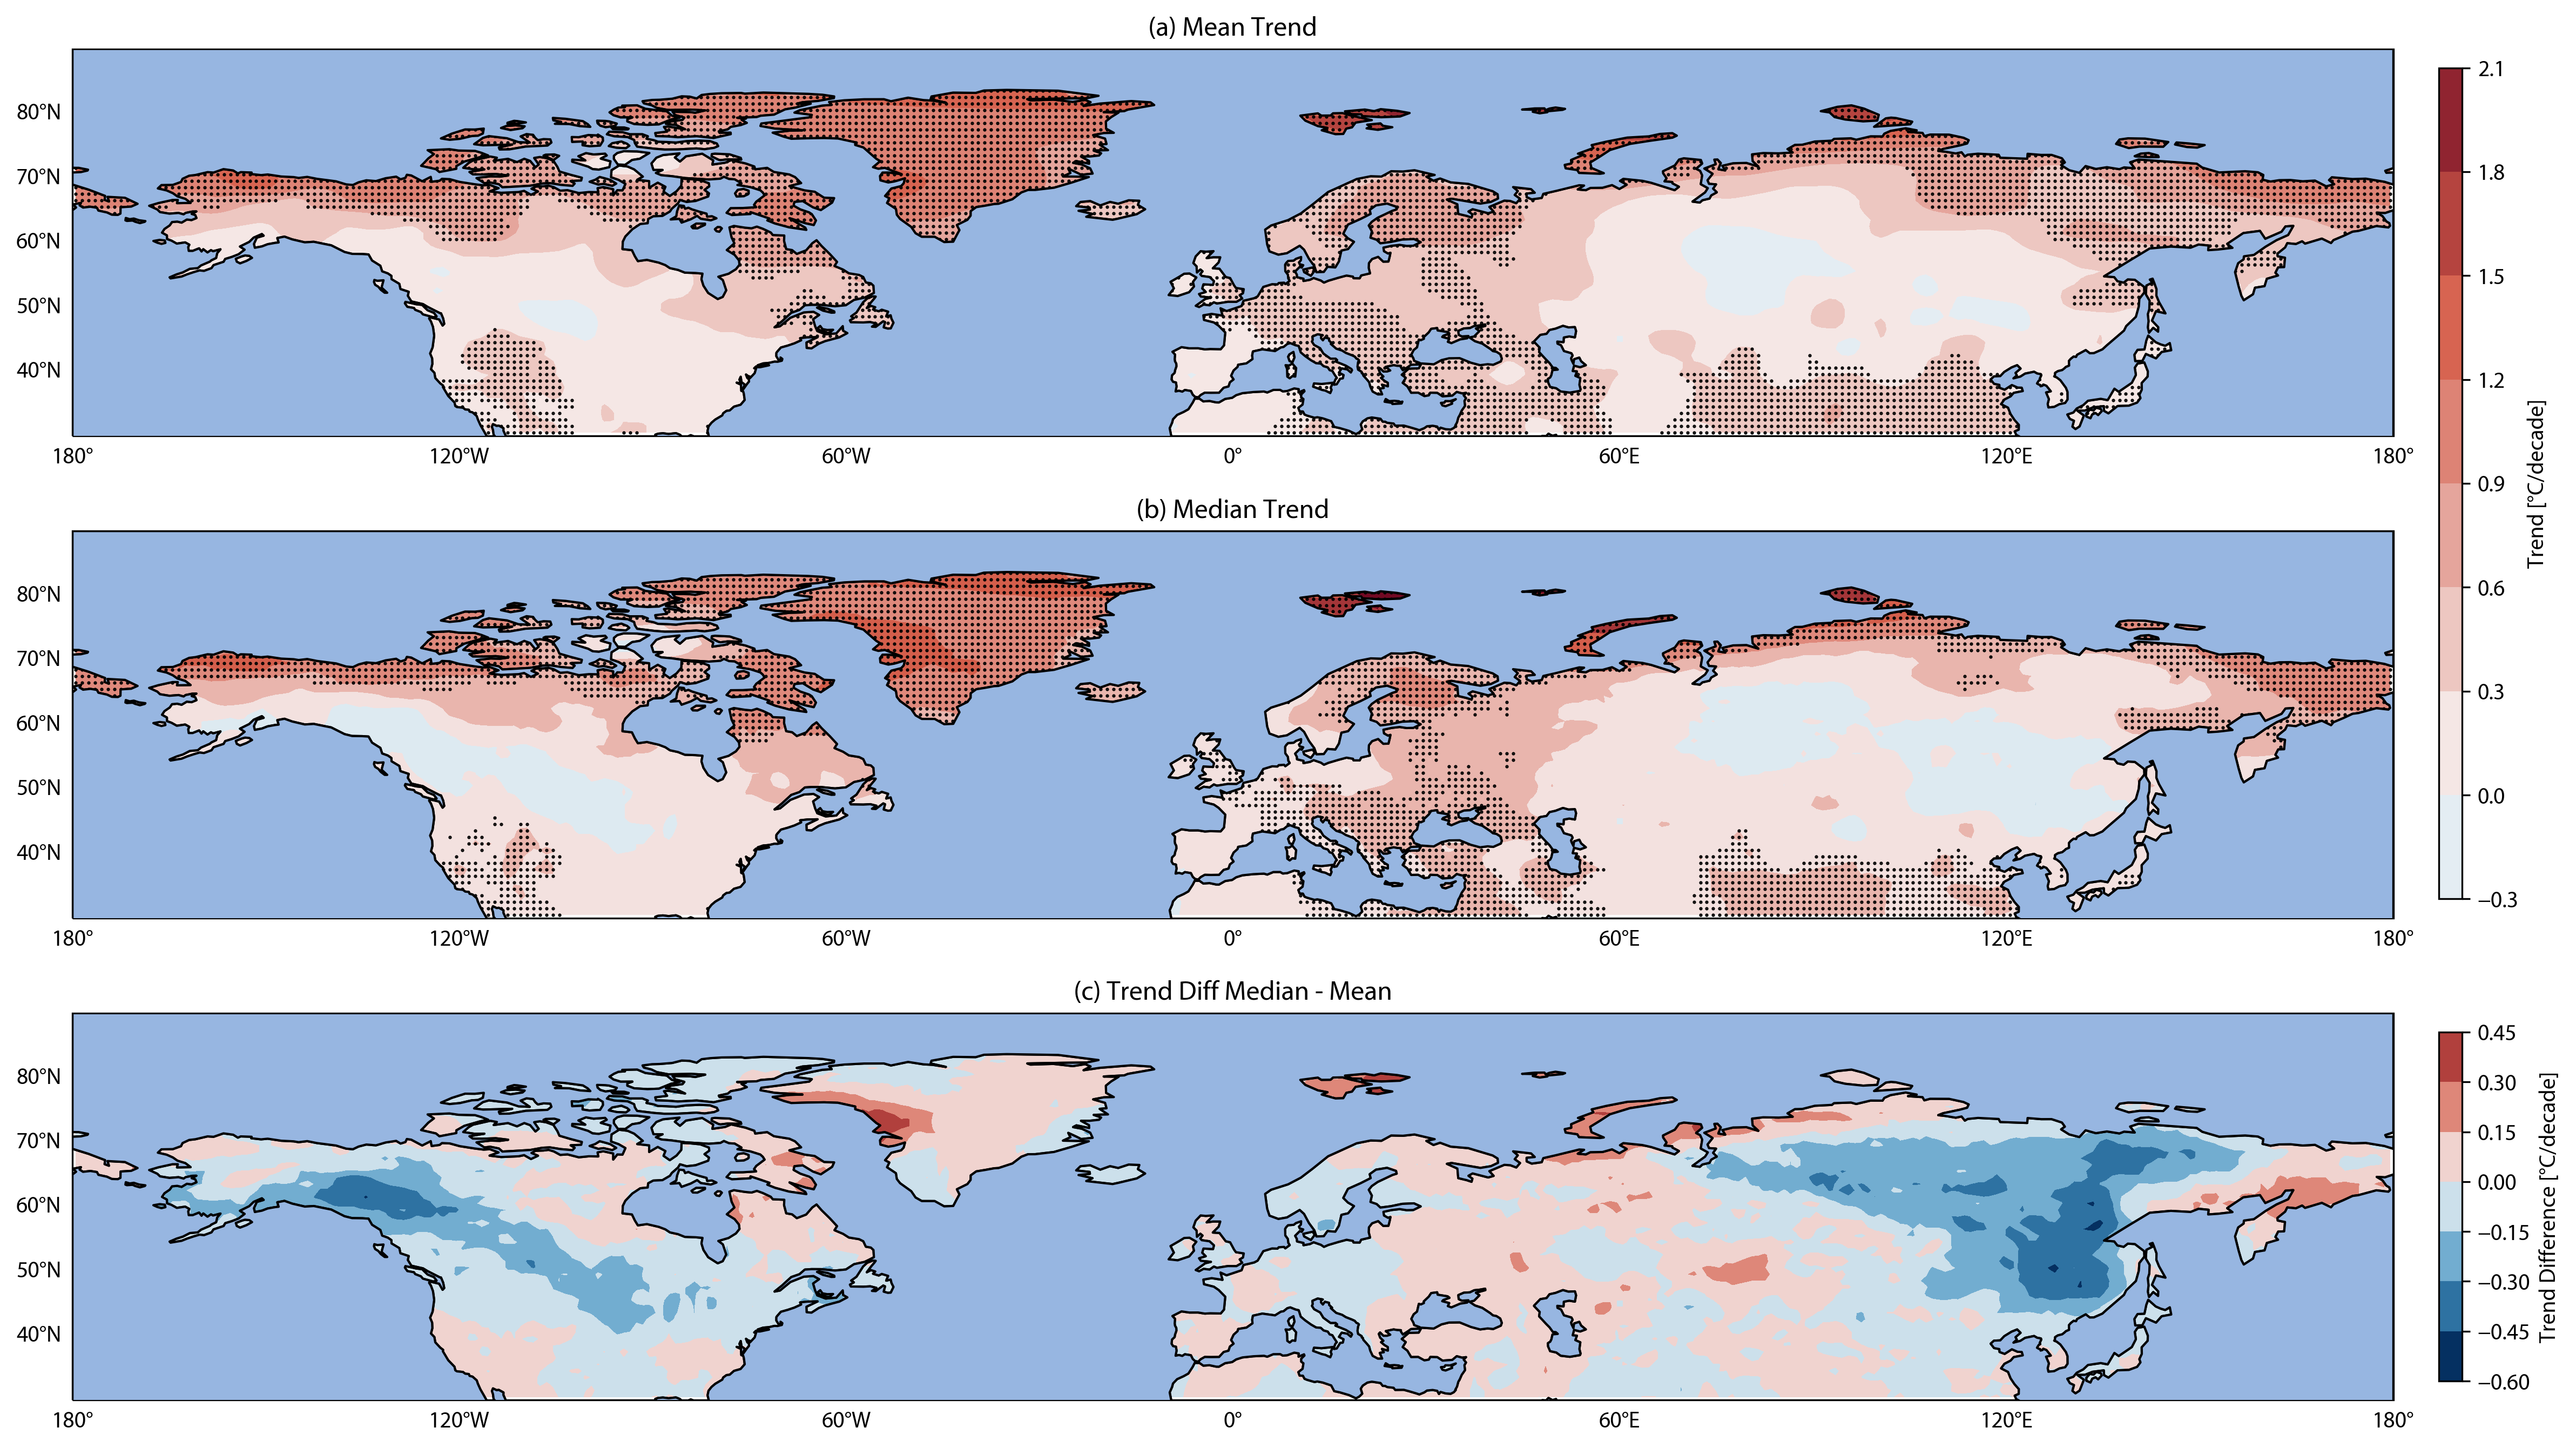 (a) Mean Trend
80°N
70°N
60°N
50°N
40°N
180°
120°W
60°W
0°
60°E
120°E
180°
(b) Median Trend
80°N
70°N
60°N
50°N
40°N
180°
120°W
60°W
0°
60°E
120°E
180°
2.1
1.8
1.5
1.2
0.9
0.6
0.3
0.0
−0.3
Trend [°C/decade]
(c) Trend Diff Median - Mean
80°N
70°N
60°N
50°N
40°N
180°
120°W
60°W
0°
60°E
120°E
180°
0.45
0.30
0.15
0.00
−0.15
−0.30
−0.45
−0.60
Trend Difference [°C/decade]